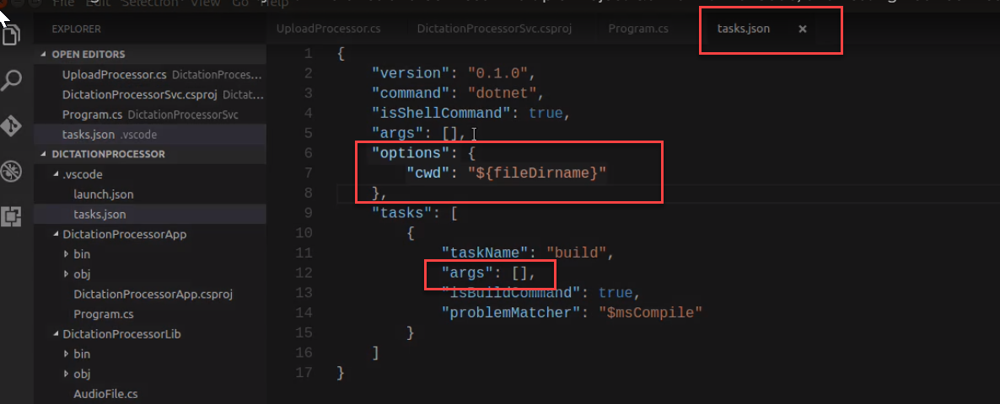 File Edit Selection View Go Help
EXPLORER
OPEN EDITORS
UploadProcessor.cs DictationProces...
DictationProcessorSvc.csproj Dictat...
Program.cs DictationProcessorSvc
tasks.json .vscode
DICTATIONPROCESSOR
.vscode
launch.json
tasks.json
DictationProcessorApp
bin
obj
DictationProcessorApp.csproj
Program.cs
DictationProcessorLib
bin
obj
AudioFile.cs
UploadProcessor.cs DictationProcessorSvc.csproj Program.cs tasks.json ×
1 {
2 "version": "0.1.0",
3 "command": "dotnet",
4 "isShellCommand": true,
5 "args": [],
6 "options": {
7 "cwd": "${fileDirname}"
8 },
9 "tasks": [
10 {
11 "taskName": "build",
12 "args": [],
13 "isBuildCommand": true,
14 "problemMatcher": "$msCompile"
15 }
16 ]
17 }